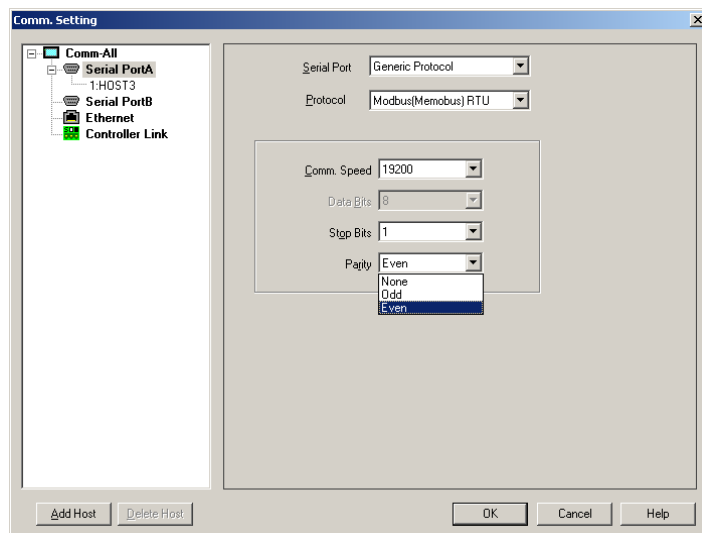 Comm. Setting
Comm-All
Serial PortA
1:HOST3
Serial PortB
Ethernet
Controller Link
Serial Port Generic Protocol
Protocol Modbus(Memobus) RTU
Comm. Speed 19200
Data Bits 8
Stop Bits 1
Parity Even
None
Odd
Even
Add Host Delete Host OK Cancel Help